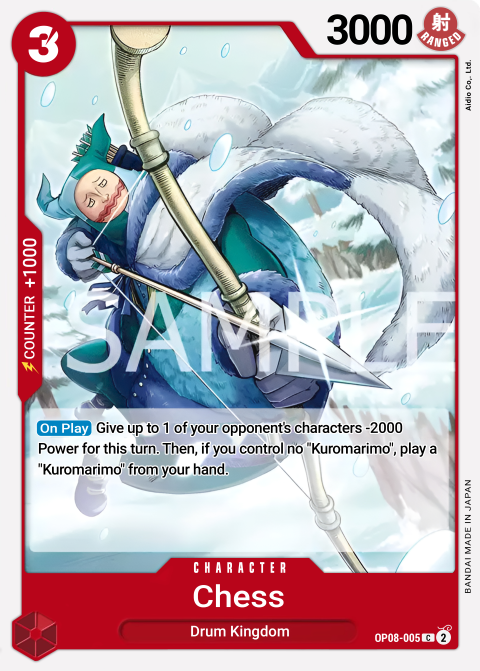 3
3000
射
RANGED
Aidio Co,. Ltd.
COUNTER +1000
SAMPLE
On Play Give up to 1 of your opponent's characters -2000
Power for this turn. Then, if you control no "Kuromarimo", play a
"Kuromarimo" from your hand.
BANDAI MADE IN JAPAN
CHARACTER
Chess
Drum Kingdom
OP08-005 C 2